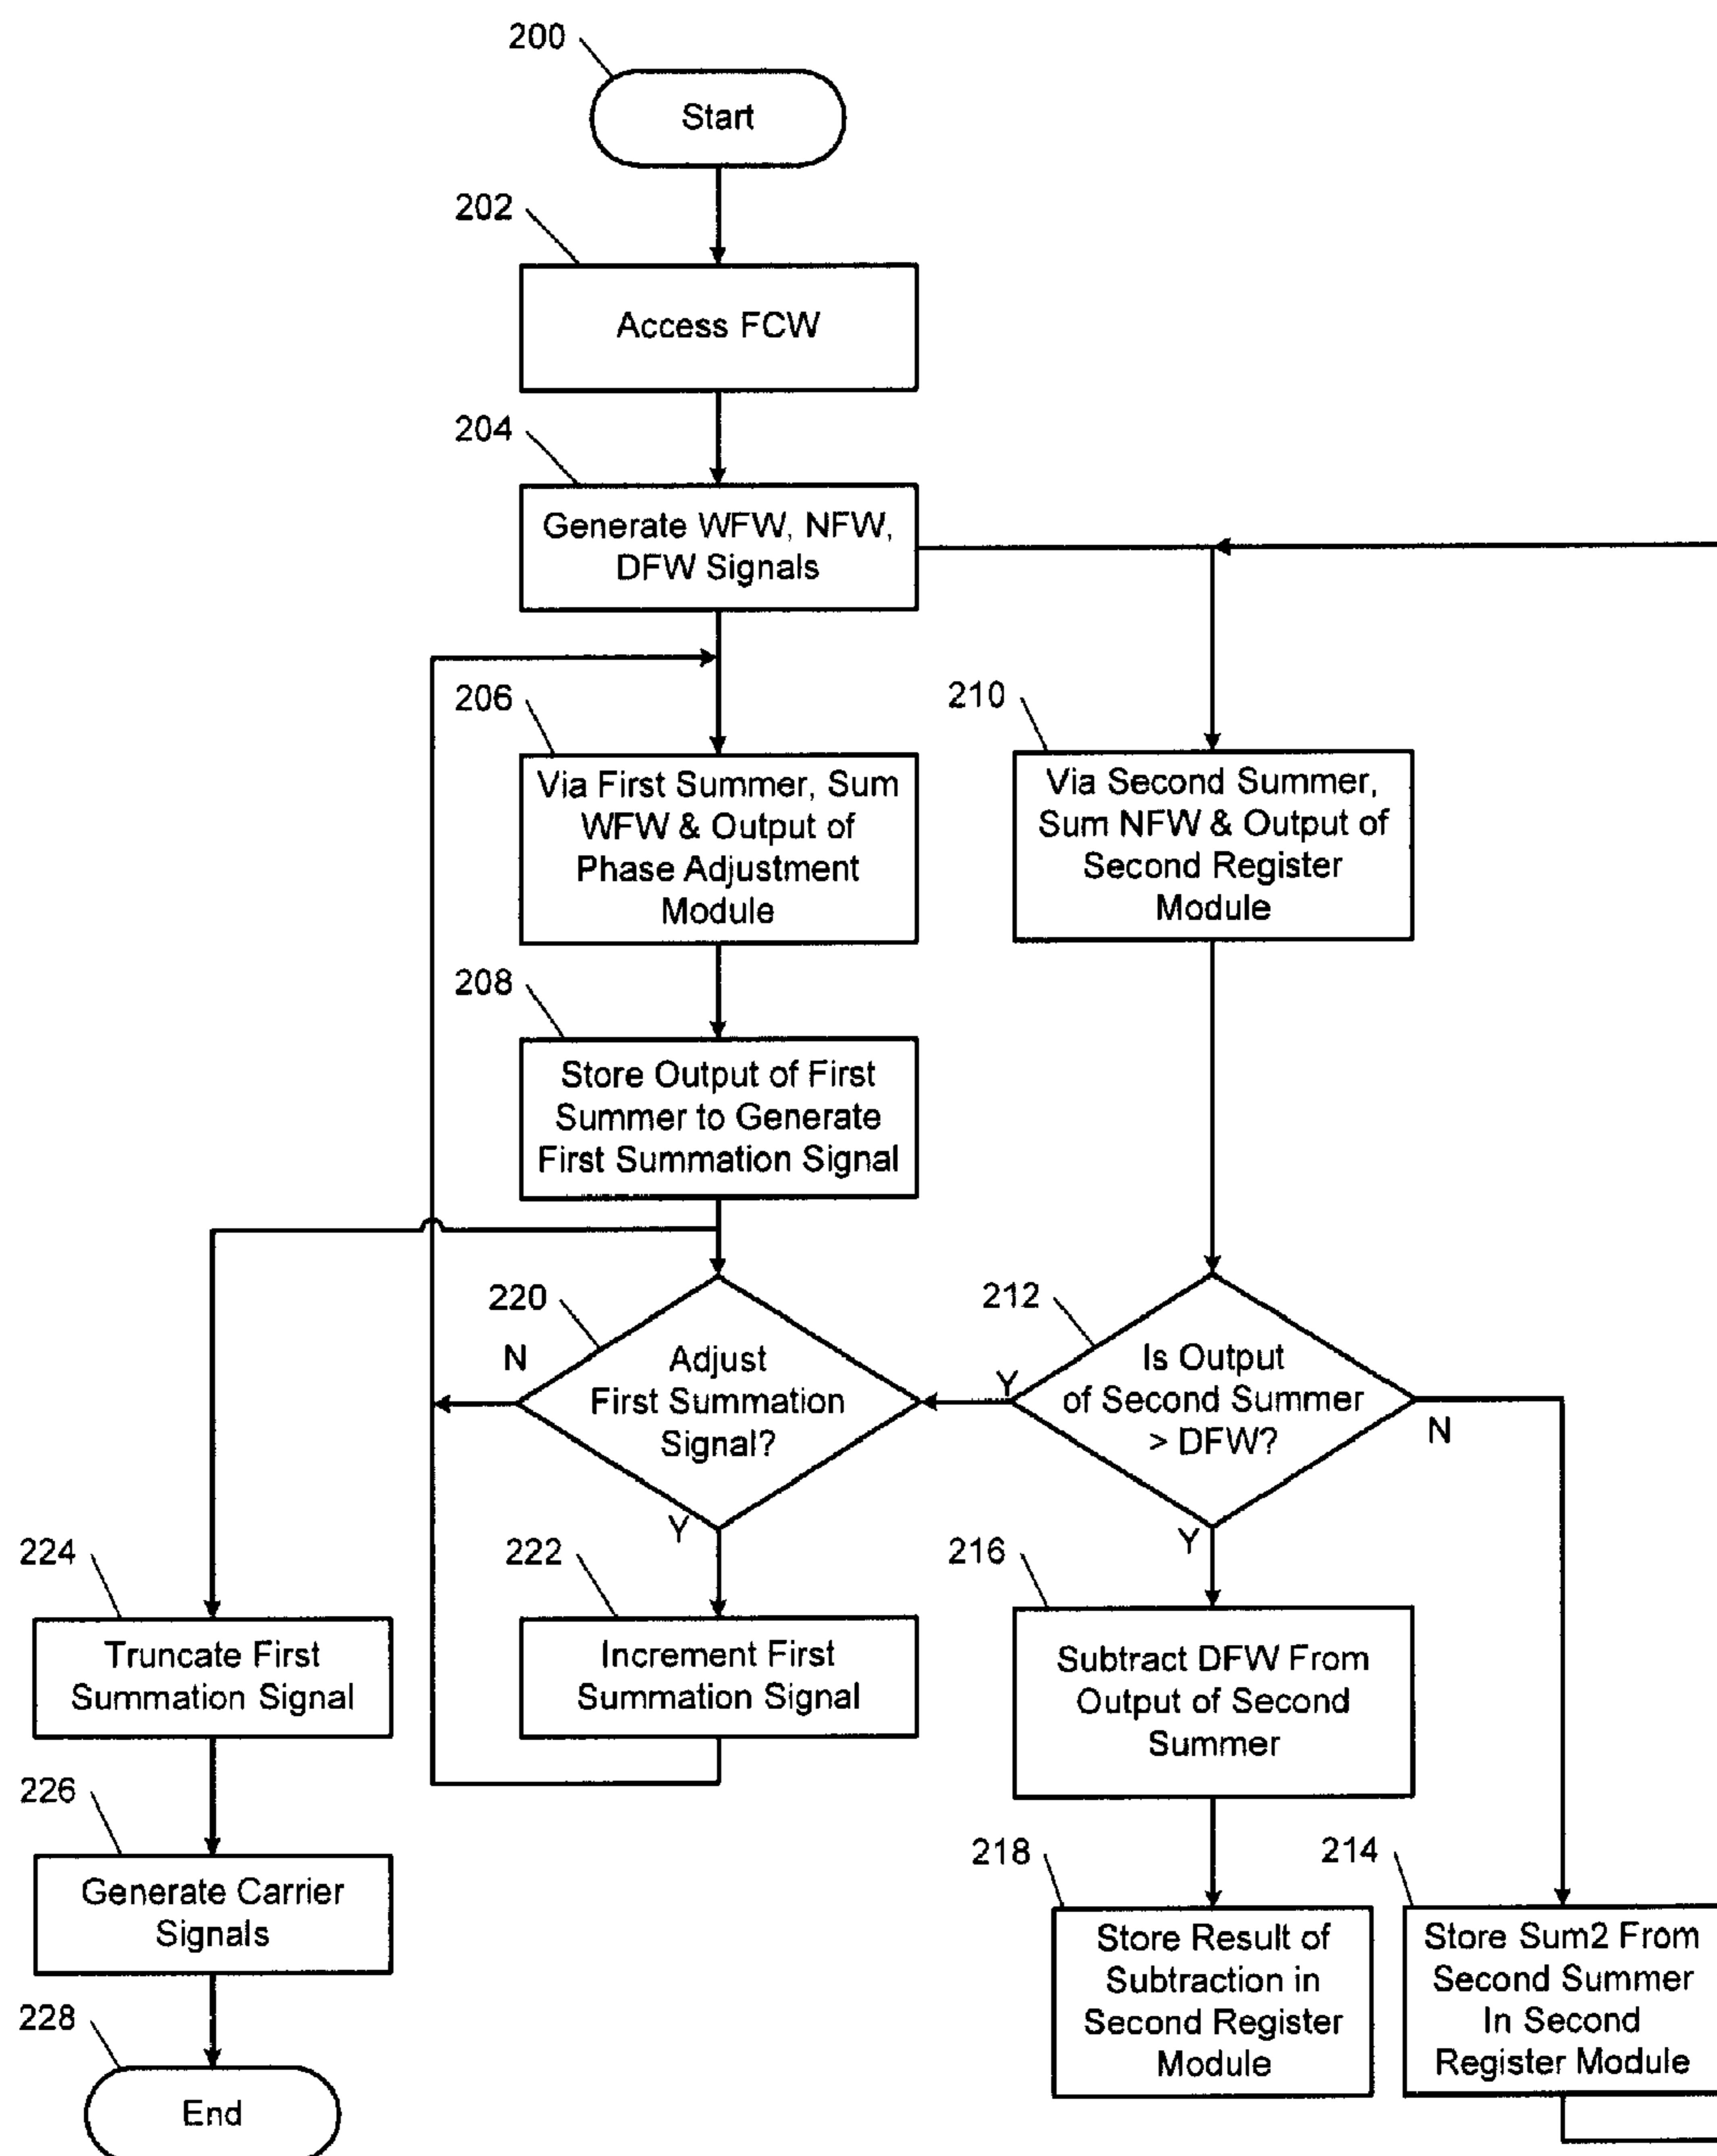 200
Start
202
Access FCW
204
Generate WFW, NFW,
DFW Signals
206
Via First Summer, Sum
WFW & Output of
Phase Adjustment
Module
210
Via Second Summer,
Sum NFW & Output of
Second Register
Module
208
Store Output of First
Summer to Generate
First Summation Signal
220
N
Adjust
First Summation
Signal?
Y
212
Y
Is Output
of Second Summer
> DFW?
N
Y
224
Truncate First
Summation Signal
222
Increment First
Summation Signal
216
Subtract DFW From
Output of Second
Summer
226
Generate Carrier
Signals
218
Store Result of
Subtraction in
Second Register
Module
214
Store Sum2 From
Second Summer
In Second
Register Module
228
End